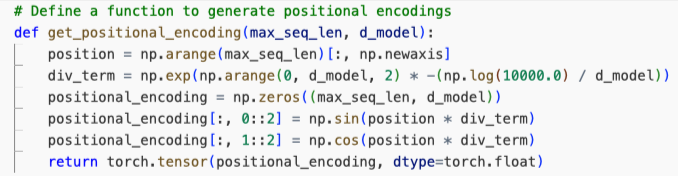 # Define a function to generate positional encodings
def get_positional_encoding(max_seq_len, d_model):
    position = np.arange(max_seq_len)[:, np.newaxis]
    div_term = np.exp(np.arange(0, d_model, 2) * -(np.log(10000.0) / d_model))
    positional_encoding = np.zeros((max_seq_len, d_model))
    positional_encoding[:, 0::2] = np.sin(position * div_term)
    positional_encoding[:, 1::2] = np.cos(position * div_term)
    return torch.tensor(positional_encoding, dtype=torch.float)